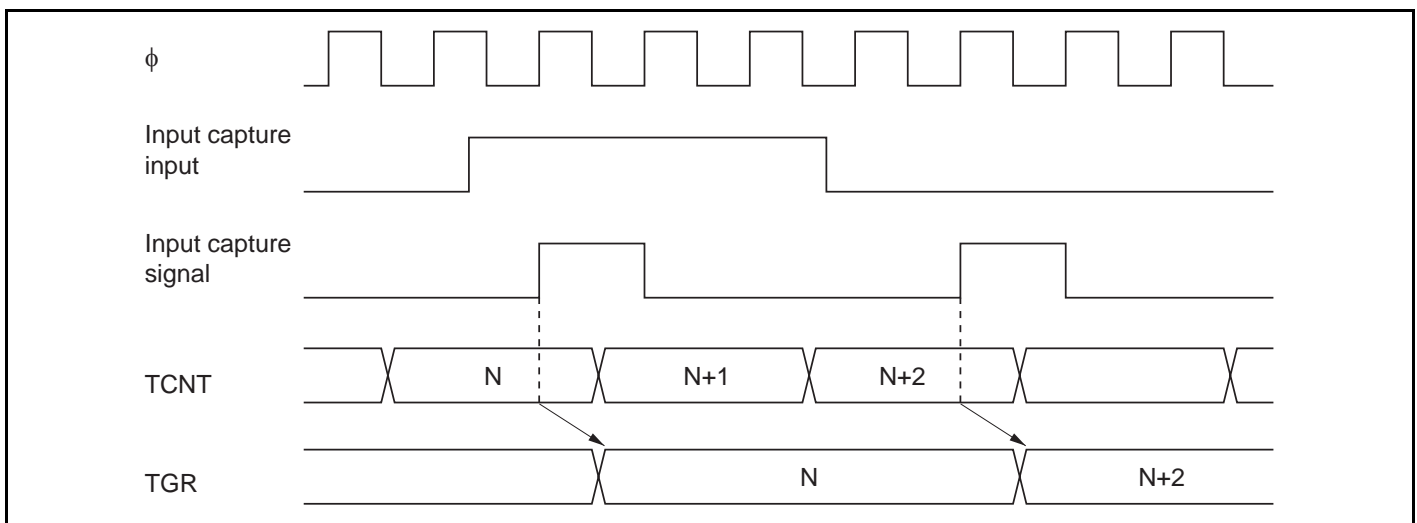 ϕ
Input capture
input
Input capture
signal
TCNT
N
N+1
N+2
TGR
N
N+2